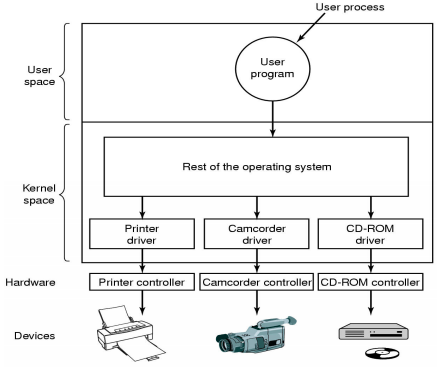 User process
User
program
User
space
Rest of the operating system
Kernel
space
Printer
driver
Camcorder
driver
CD-ROM
driver
Hardware
Printer controller
Camcorder controller
CD-ROM controller
Devices